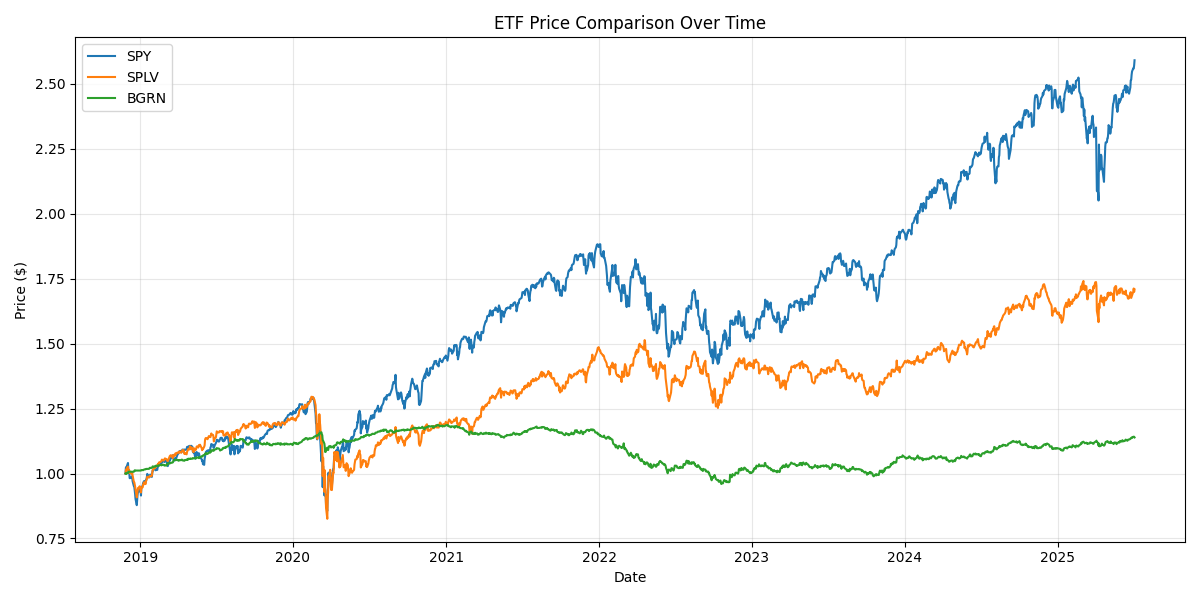 ETF Price Comparison Over Time
SPY
SPLV
BGRN
Price ($)
2.50
2.25
2.00
1.75
1.50
1.25
1.00
0.75
2019 2020 2021 2022 2023 2024 2025
Date